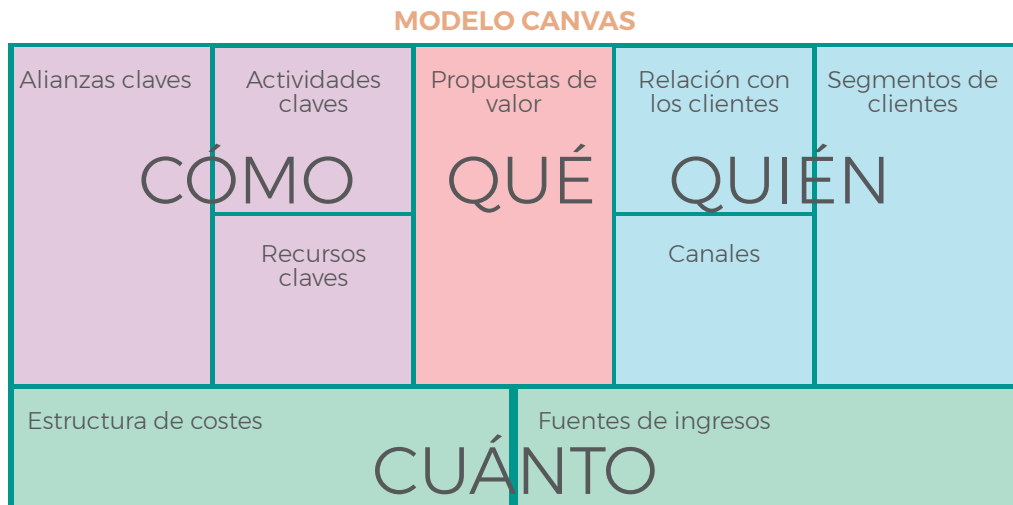 MODELO CANVAS
Alianzas claves
Actividades
claves
Propuestas de
valor
Relación con
los clientes
Segmentos de
clientes
CÓMO
QUÉ
QUIÉN
Recursos
claves
Canales
Estructura de costes
Fuentes de ingresos
CUÁNTO